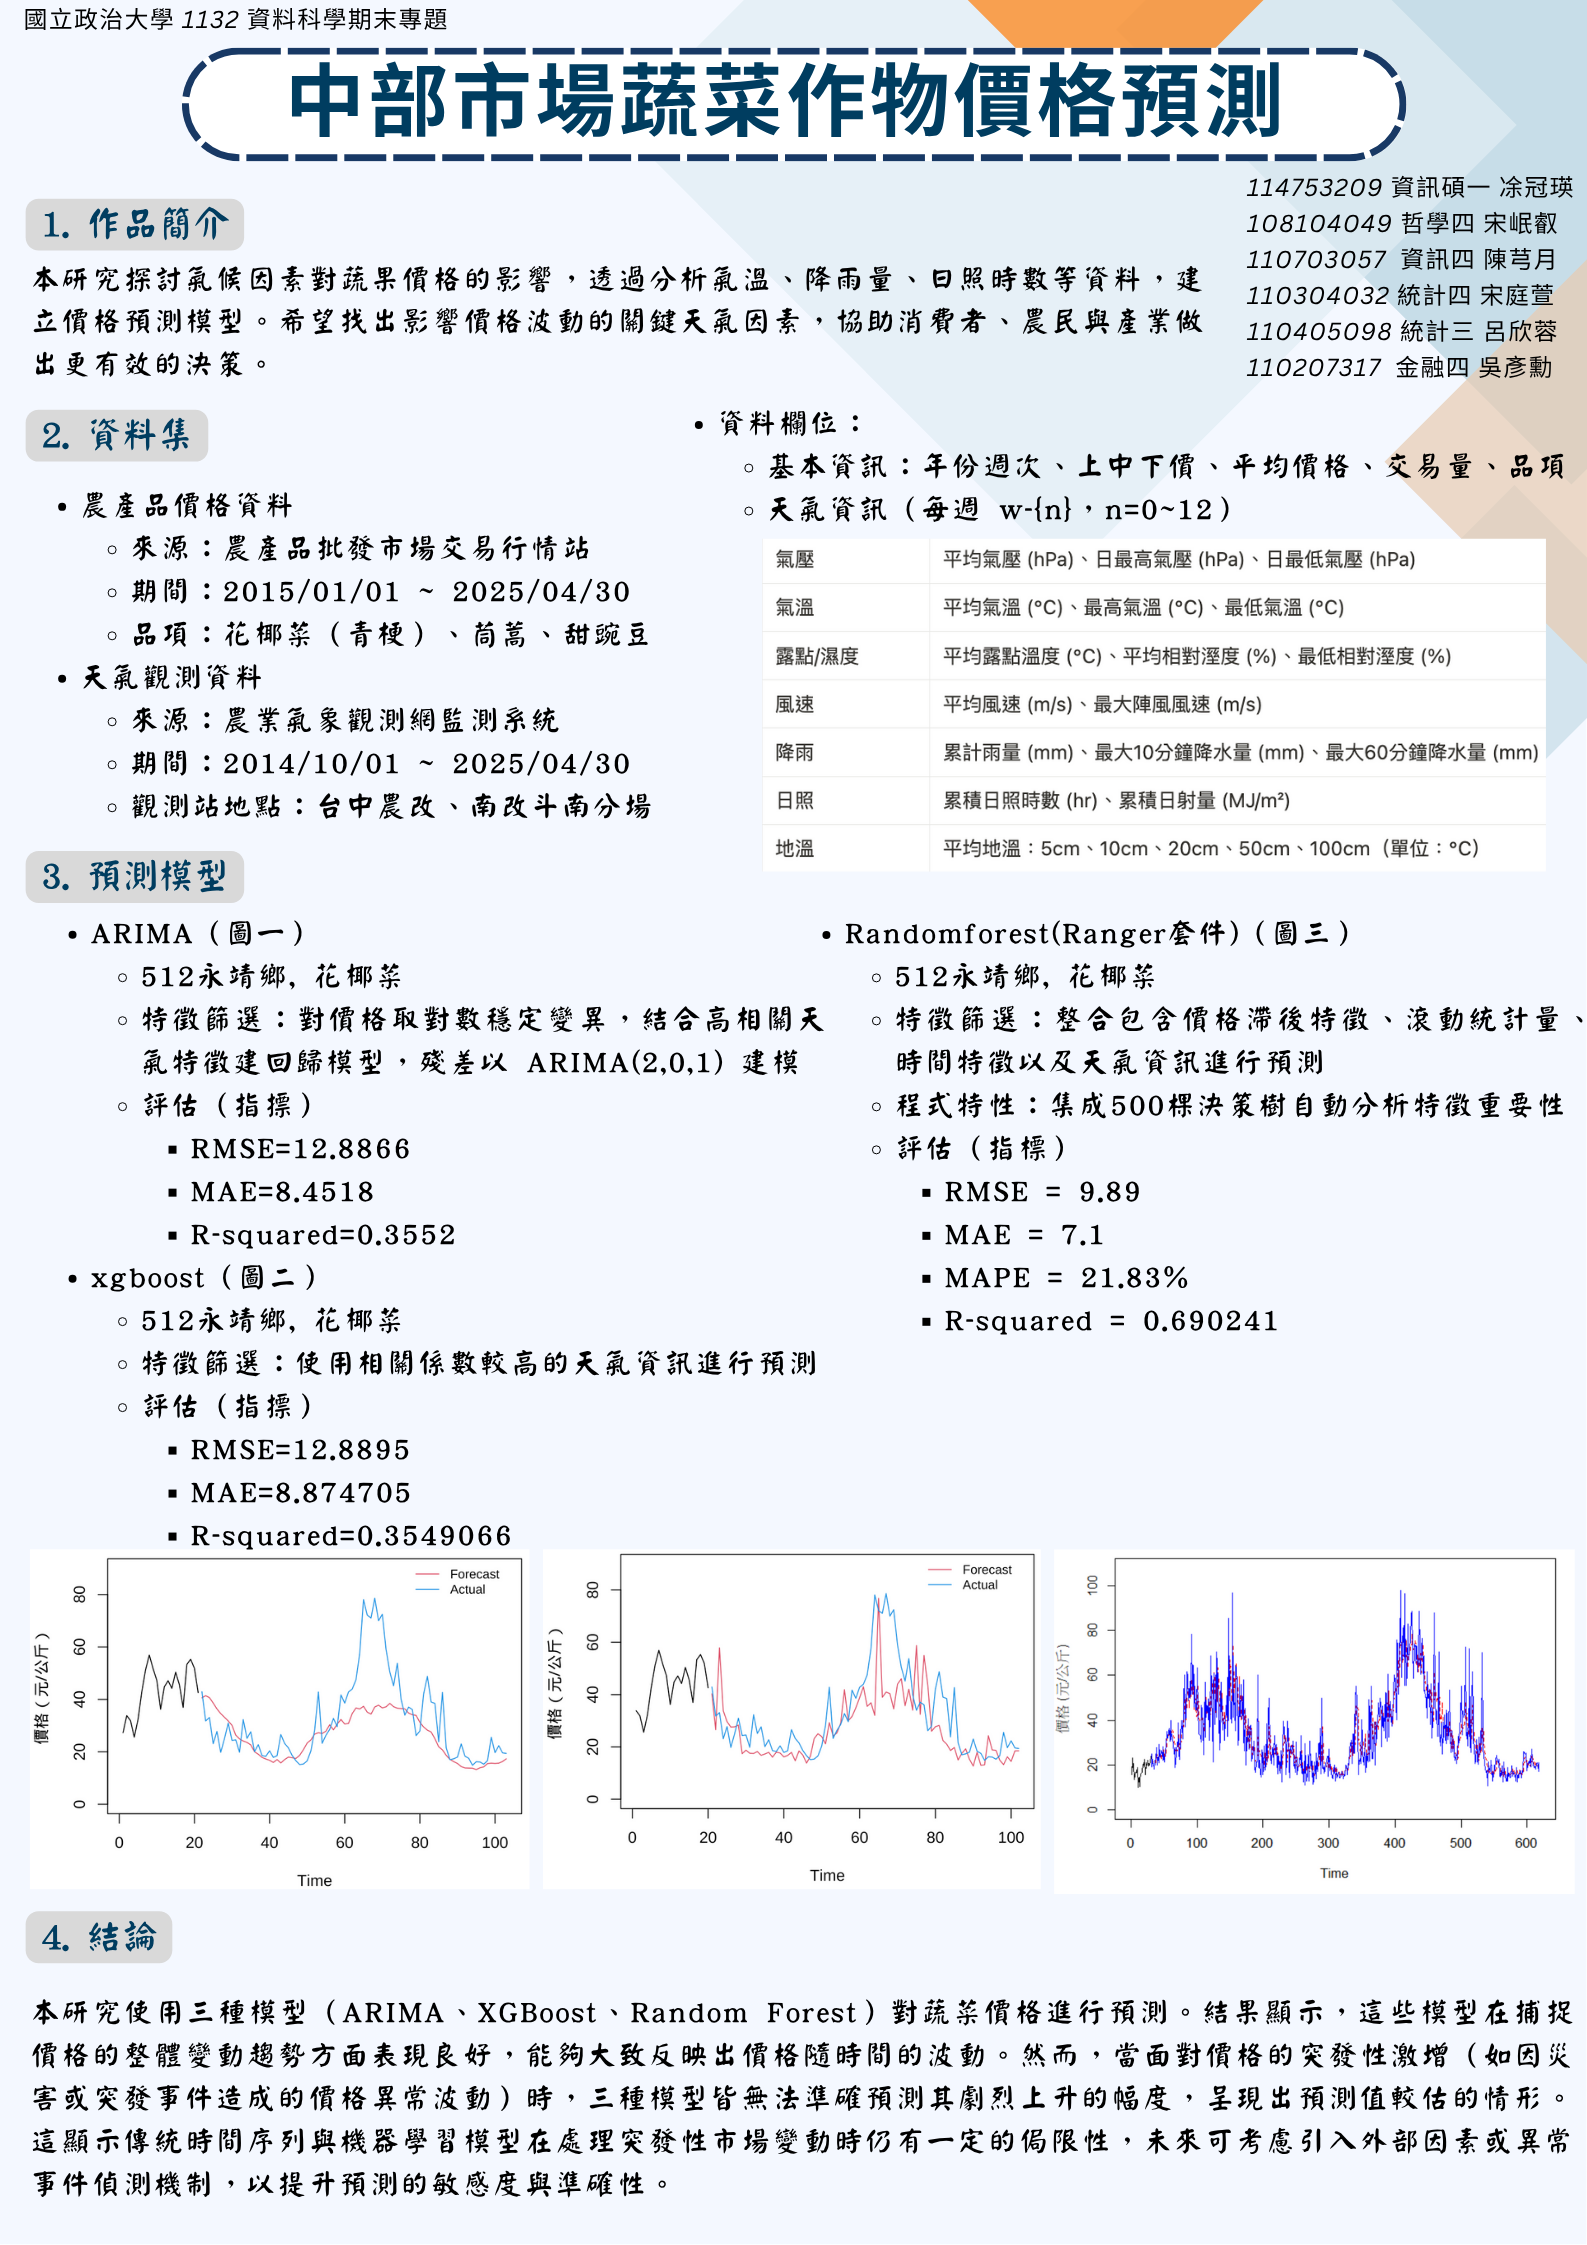 國立政治大學 1132 資料科學期末專題
中部市場蔬菜作物價格預測
114753209 資訊碩一 凃冠瑛
108104049 哲學四 宋岷叡
110703057 資訊四 陳芎月
110304032 統計四 宋庭萱
110405098 統計三 呂欣蓉
110207317 金融四 吳彥勳
1. 作品簡介
本研究探討氣候因素對蔬果價格的影響，透過分析氣溫、降雨量、日照時數等資料，建
立價格預測模型。希望找出影響價格波動的關鍵天氣因素，協助消費者、農民與產業做
出更有效的決策。
2. 資料集
• 農產品價格資料
◦ 來源：農產品批發市場交易行情站
◦ 期間：2015/01/01 ~ 2025/04/30
◦ 品項：花椰菜（青梗）、茼蒿、甜豌豆
• 天氣觀測資料
◦ 來源：農業氣象觀測網監測系統
◦ 期間：2014/10/01 ~ 2025/04/30
◦ 觀測站地點：台中農改、南改斗南分場
• 資料欄位：
◦ 基本資訊：年份週次、上中下價、平均價格、交易量、品項
◦ 天氣資訊（每週 w-{n}，n=0~12）
氣壓 平均氣壓 (hPa)、日最高氣壓 (hPa)、日最低氣壓 (hPa)
氣溫 平均氣溫 (°C)、最高氣溫 (°C)、最低氣溫 (°C)
露點/濕度 平均露點溫度 (°C)、平均相對溼度 (%)、最低相對溼度 (%)
風速 平均風速 (m/s)、最大陣風風速 (m/s)
降雨 累計雨量 (mm)、最大10分鐘降水量 (mm)、最大60分鐘降水量 (mm)
日照 累積日照時數 (hr)、累積日射量 (MJ/m²)
地溫 平均地溫：5cm、10cm、20cm、50cm、100cm（單位：°C）
3. 預測模型
• ARIMA（圖一）
◦ 512永靖鄉, 花椰菜
◦ 特徵篩選：對價格取對數穩定變異，結合高相關天
氣特徵建回歸模型，殘差以 ARIMA(2,0,1) 建模
◦ 評估（指標）
▪ RMSE=12.8866
▪ MAE=8.4518
▪ R-squared=0.3552
• xgboost（圖二）
◦ 512永靖鄉, 花椰菜
◦ 特徵篩選：使用相關係數較高的天氣資訊進行預測
◦ 評估（指標）
▪ RMSE=12.8895
▪ MAE=8.874705
▪ R-squared=0.3549066
• Randomforest(Ranger套件)（圖三）
◦ 512永靖鄉, 花椰菜
◦ 特徵篩選：整合包含價格滯後特徵、滾動統計量、
時間特徵以及天氣資訊進行預測
◦ 程式特性：集成500棵決策樹自動分析特徵重要性
◦ 評估（指標）
▪ RMSE = 9.89
▪ MAE = 7.1
▪ MAPE = 21.83%
▪ R-squared = 0.690241
價格（元/公斤）
80
60
40
20
0
Forecast
Actual
0 20 40 60 80 100
Time
價格（元/公斤）
80
60
40
20
0
Forecast
Actual
0 20 40 60 80 100
Time
價格 (元/公斤)
100
80
60
40
20
0
0 100 200 300 400 500 600
Time
4. 結論
本研究使用三種模型（ARIMA、XGBoost、Random Forest）對蔬菜價格進行預測。結果顯示，這些模型在捕捉
價格的整體變動趨勢方面表現良好，能夠大致反映出價格隨時間的波動。然而，當面對價格的突發性激增（如因災
害或突發事件造成的價格異常波動）時，三種模型皆無法準確預測其劇烈上升的幅度，呈現出預測值較估的情形。
這顯示傳統時間序列與機器學習模型在處理突發性市場變動時仍有一定的侷限性，未來可考慮引入外部因素或異常
事件偵測機制，以提升預測的敏感度與準確性。